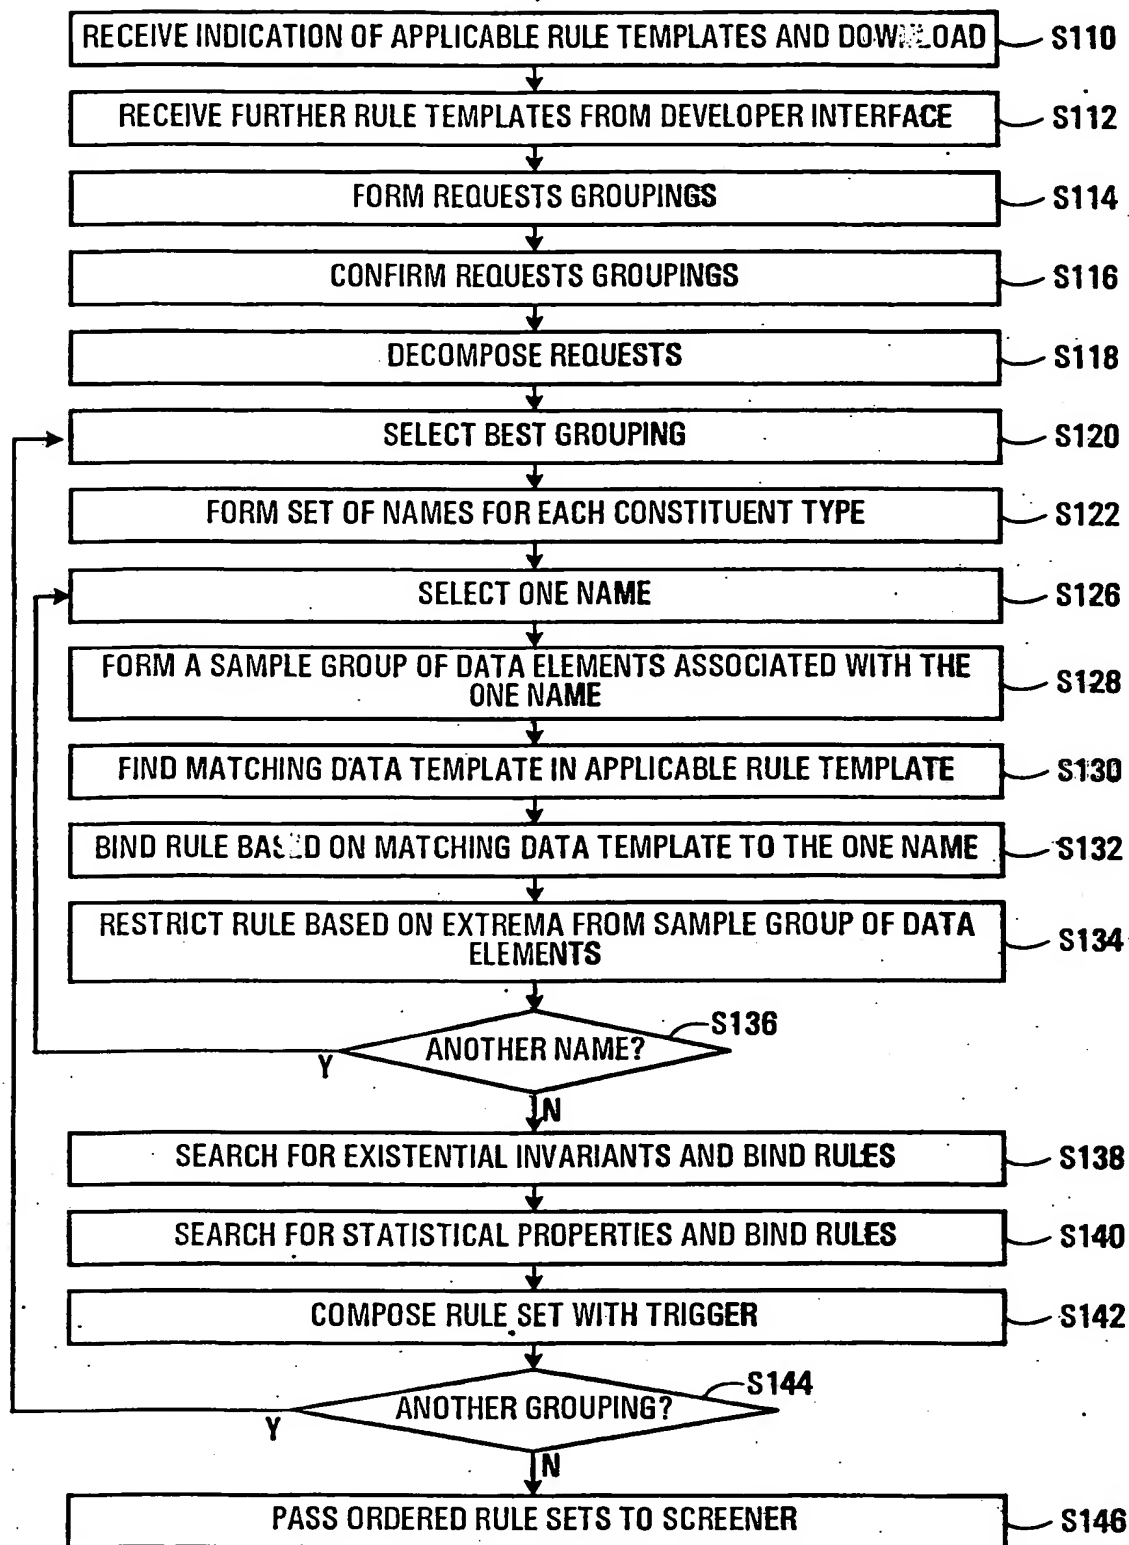 RECEIVE INDICATION OF APPLICABLE RULE TEMPLATES AND DOWNLOAD S110
RECEIVE FURTHER RULE TEMPLATES FROM DEVELOPER INTERFACE S112
FORM REQUESTS GROUPINGS S114
CONFIRM REQUESTS GROUPINGS S116
DECOMPOSE REQUESTS S118
SELECT BEST GROUPING S120
FORM SET OF NAMES FOR EACH CONSTITUENT TYPE S122
SELECT ONE NAME S126
FORM A SAMPLE GROUP OF DATA ELEMENTS ASSOCIATED WITH THE
ONE NAME S128
FIND MATCHING DATA TEMPLATE IN APPLICABLE RULE TEMPLATE S130
BIND RULE BASED ON MATCHING DATA TEMPLATE TO THE ONE NAME S132
RESTRICT RULE BASED ON EXTREMA FROM SAMPLE GROUP OF DATA
ELEMENTS S134
S136
ANOTHER NAME?
Y
N
SEARCH FOR EXISTENTIAL INVARIANTS AND BIND RULES S138
SEARCH FOR STATISTICAL PROPERTIES AND BIND RULES S140
COMPOSE RULE SET WITH TRIGGER S142
S144
ANOTHER GROUPING?
Y
N
PASS ORDERED RULE SETS TO SCREENER S146